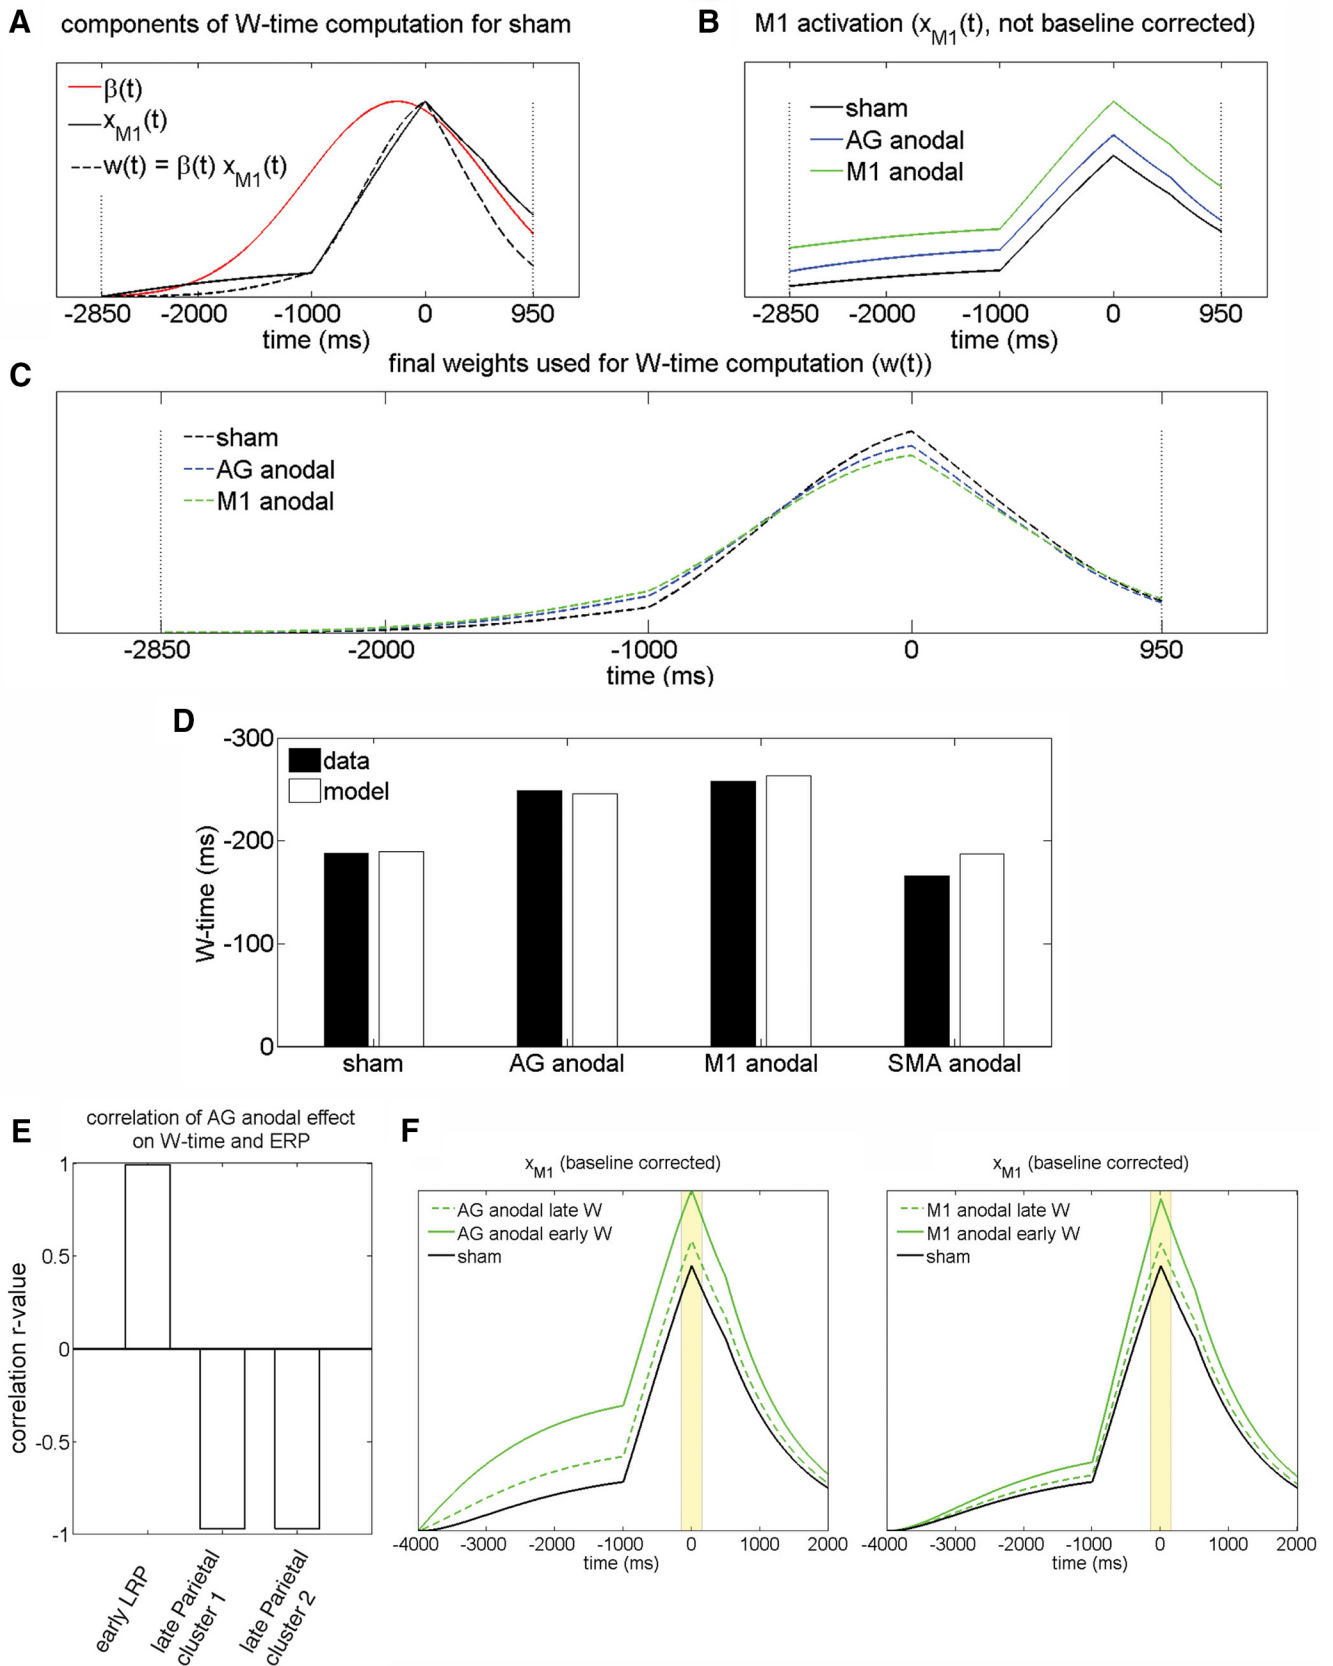 A
components of W-time computation for sham
β(t)
xM1(t)
w(t) = β(t) xM1(t)
-2850 -2000 -1000 0 950
time (ms)
B
M1 activation (xM1(t), not baseline corrected)
sham
AG anodal
M1 anodal
-2850 -2000 -1000 0 950
time (ms)
C
final weights used for W-time computation (w(t))
sham
AG anodal
M1 anodal
-2850 -2000 -1000 0 950
time (ms)
D
W-time (ms)
-300
-200
-100
0
data
model
sham AG anodal M1 anodal SMA anodal
E
correlation of AG anodal effect
on W-time and ERP
correlation r-value
1
0.5
0
-0.5
-1
early LRP
late Parietal
cluster 1
late Parietal
cluster 2
F
xM1 (baseline corrected)
AG anodal late W
AG anodal early W
sham
-4000 -3000 -2000 -1000 0 1000 2000
time (ms)
xM1 (baseline corrected)
M1 anodal late W
M1 anodal early W
sham
-4000 -3000 -2000 -1000 0 1000 2000
time (ms)